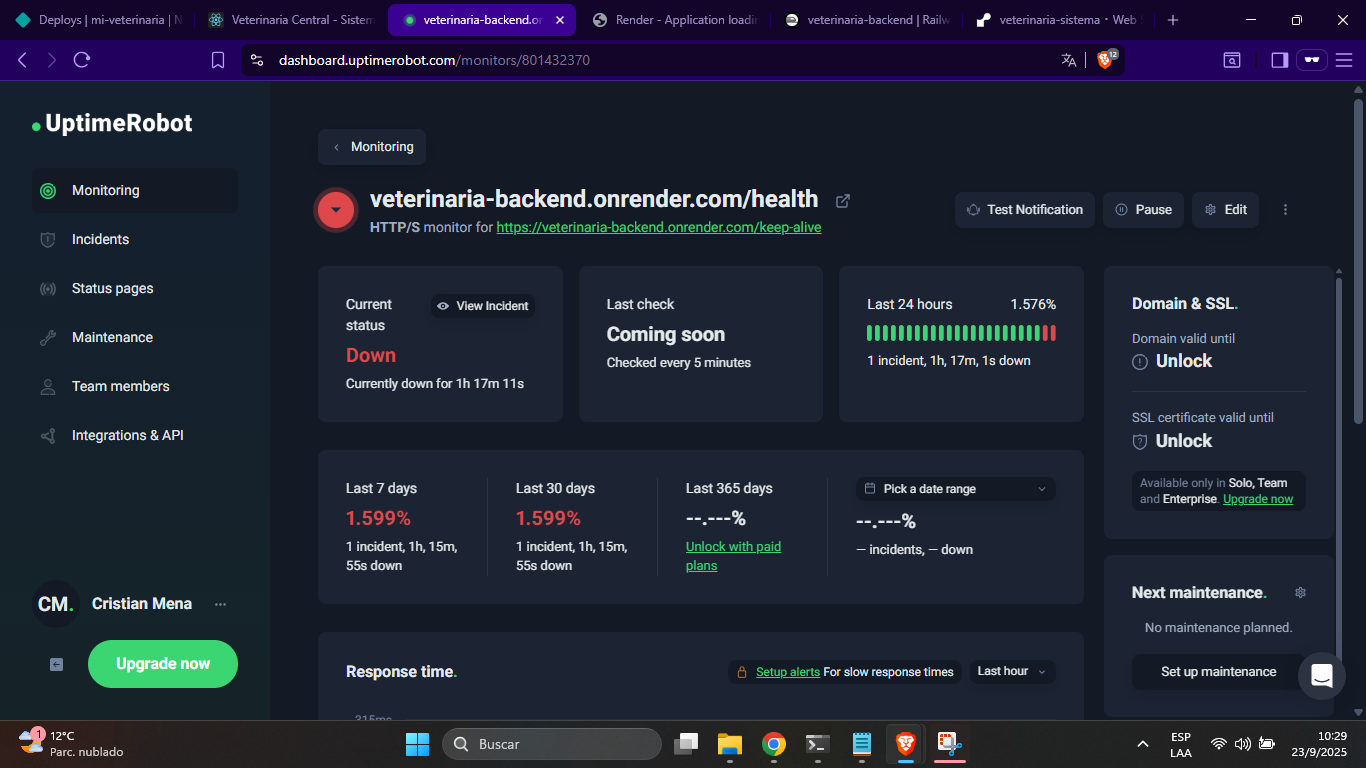 Deploys | mi-veterinaria | N
Veterinaria Central - Sistem
veterinaria-backend.or
Render - Application loadin
veterinaria-backend | Railw
veterinaria-sistema · Web S
dashboard.uptimerobot.com/monitors/801432370
12
UptimeRobot
Monitoring
Incidents
Status pages
Maintenance
Team members
Integrations & API
CM.
Cristian Mena
Upgrade now
Monitoring
veterinaria-backend.onrender.com/health
HTTP/S monitor for https://veterinaria-backend.onrender.com/keep-alive
Test Notification
Pause
Edit
Current status
View Incident
Down
Currently down for 1h 17m 11s
Last check
Coming soon
Checked every 5 minutes
Last 24 hours
1.576%
1 incident, 1h, 17m, 1s down
Last 7 days
1.599%
1 incident, 1h, 15m,
55s down
Last 30 days
1.599%
1 incident, 1h, 15m,
55s down
Last 365 days
--.---%
Unlock with paid
plans
Pick a date range
--.---%
— incidents, — down
Response time.
Setup alerts For slow response times
Last hour
315ms
Domain & SSL.
Domain valid until
Unlock
SSL certificate valid until
Unlock
Available only in Solo, Team
and Enterprise. Upgrade now
Next maintenance.
No maintenance planned.
Set up maintenance
1
12°C
Parc. nublado
Buscar
ESP
LAA
10:29
23/9/2025